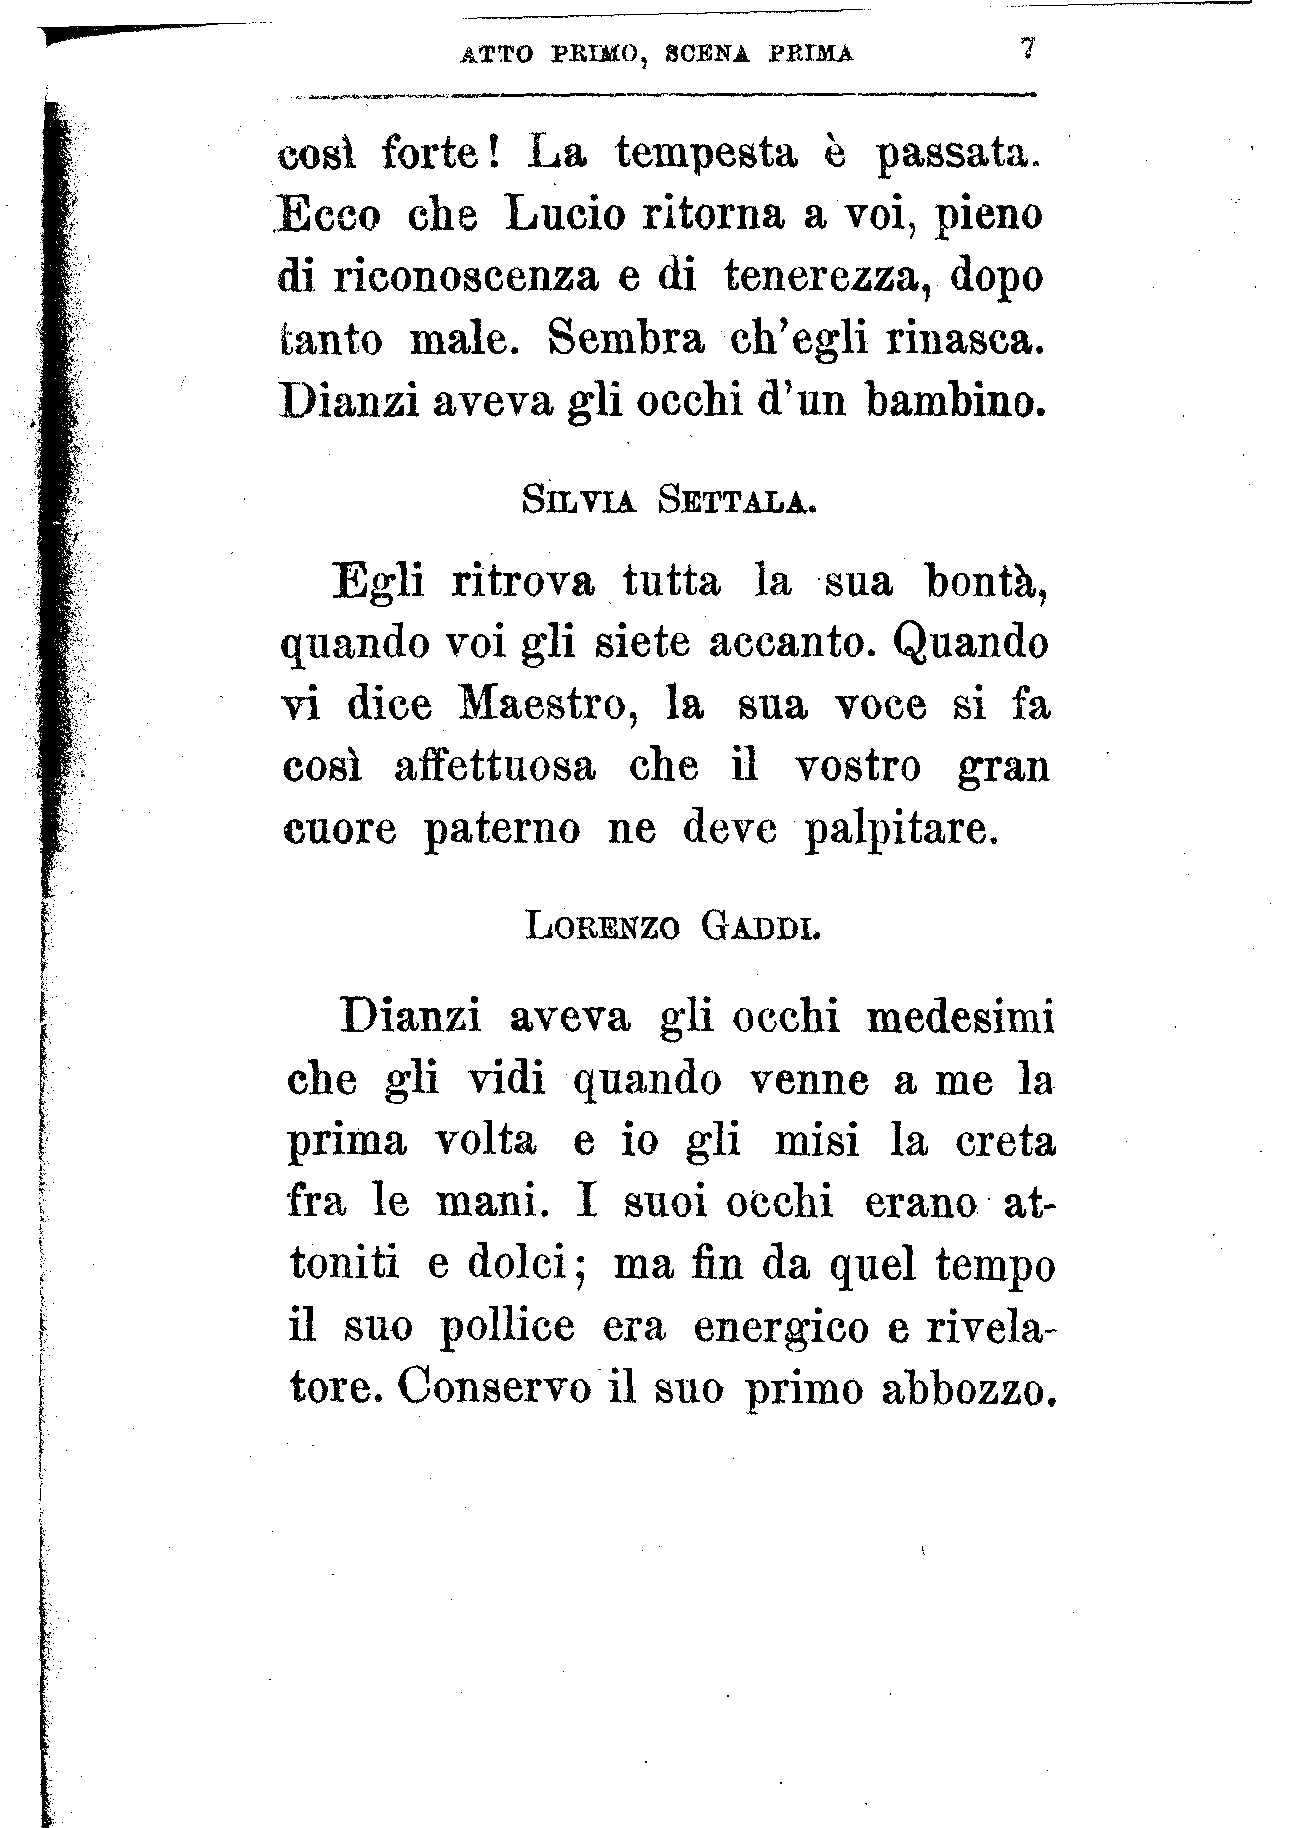 ATTO PRIMO, SCENA PRIMA 7
così forte! La tempesta è passata.
Ecco che Lucio ritorna a voi, pieno
di riconoscenza e di tenerezza, dopo
tanto male. Sembra ch'egli rinasca.
Dianzi aveva gli occhi d'un bambino.
SILVIA SETTALA.
Egli ritrova tutta la sua bontà,
quando voi gli siete accanto. Quando
vi dice Maestro, la sua voce si fa
così affettuosa che il vostro gran
cuore paterno ne deve palpitare.
LORENZO GADDI.
Dianzi aveva gli occhi medesimi
che gli vidi quando venne a me la
prima volta e io gli misi la creta
fra le mani. I suoi occhi erano at-
toniti e dolci; ma fin da quel tempo
il suo pollice era energico e rivela-
tore. Conservo il suo primo abbozzo.